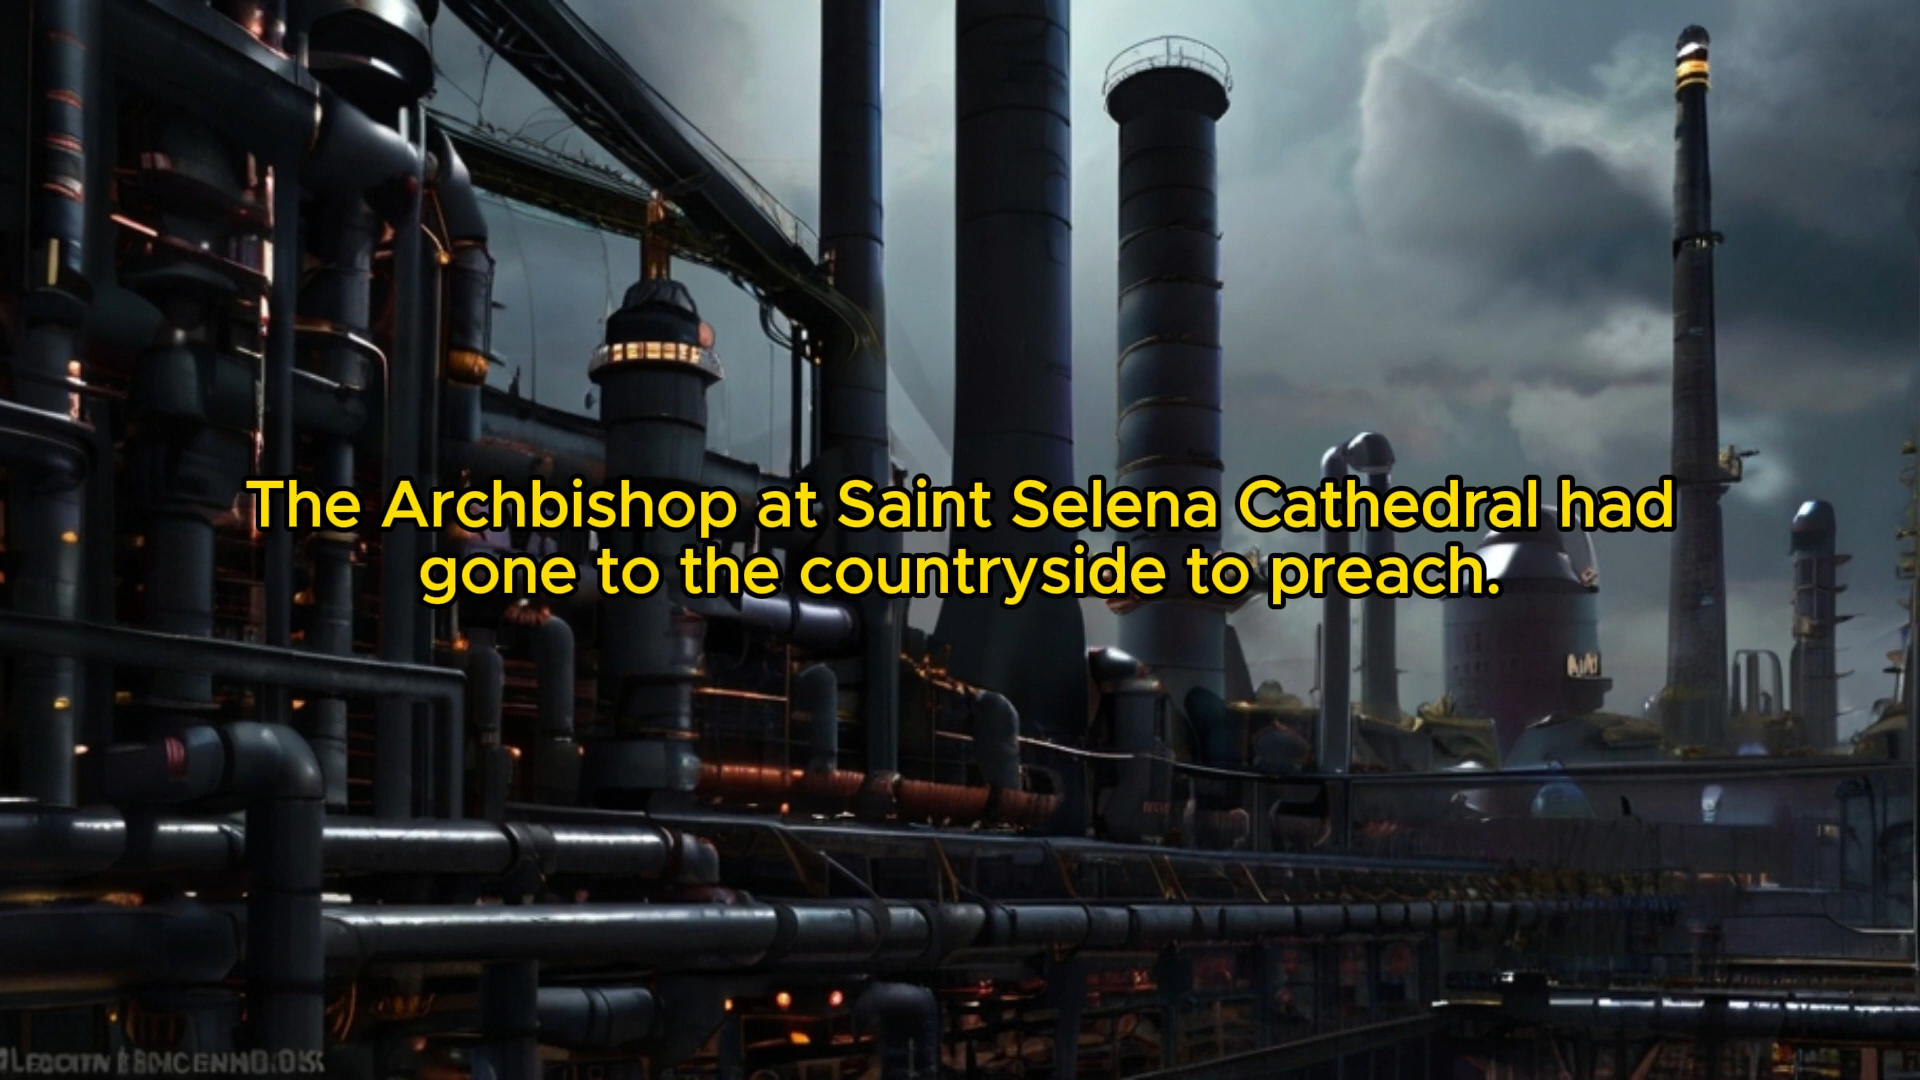 The Archbishop at Saint Selena Cathedral had
gone to the countryside to preach.